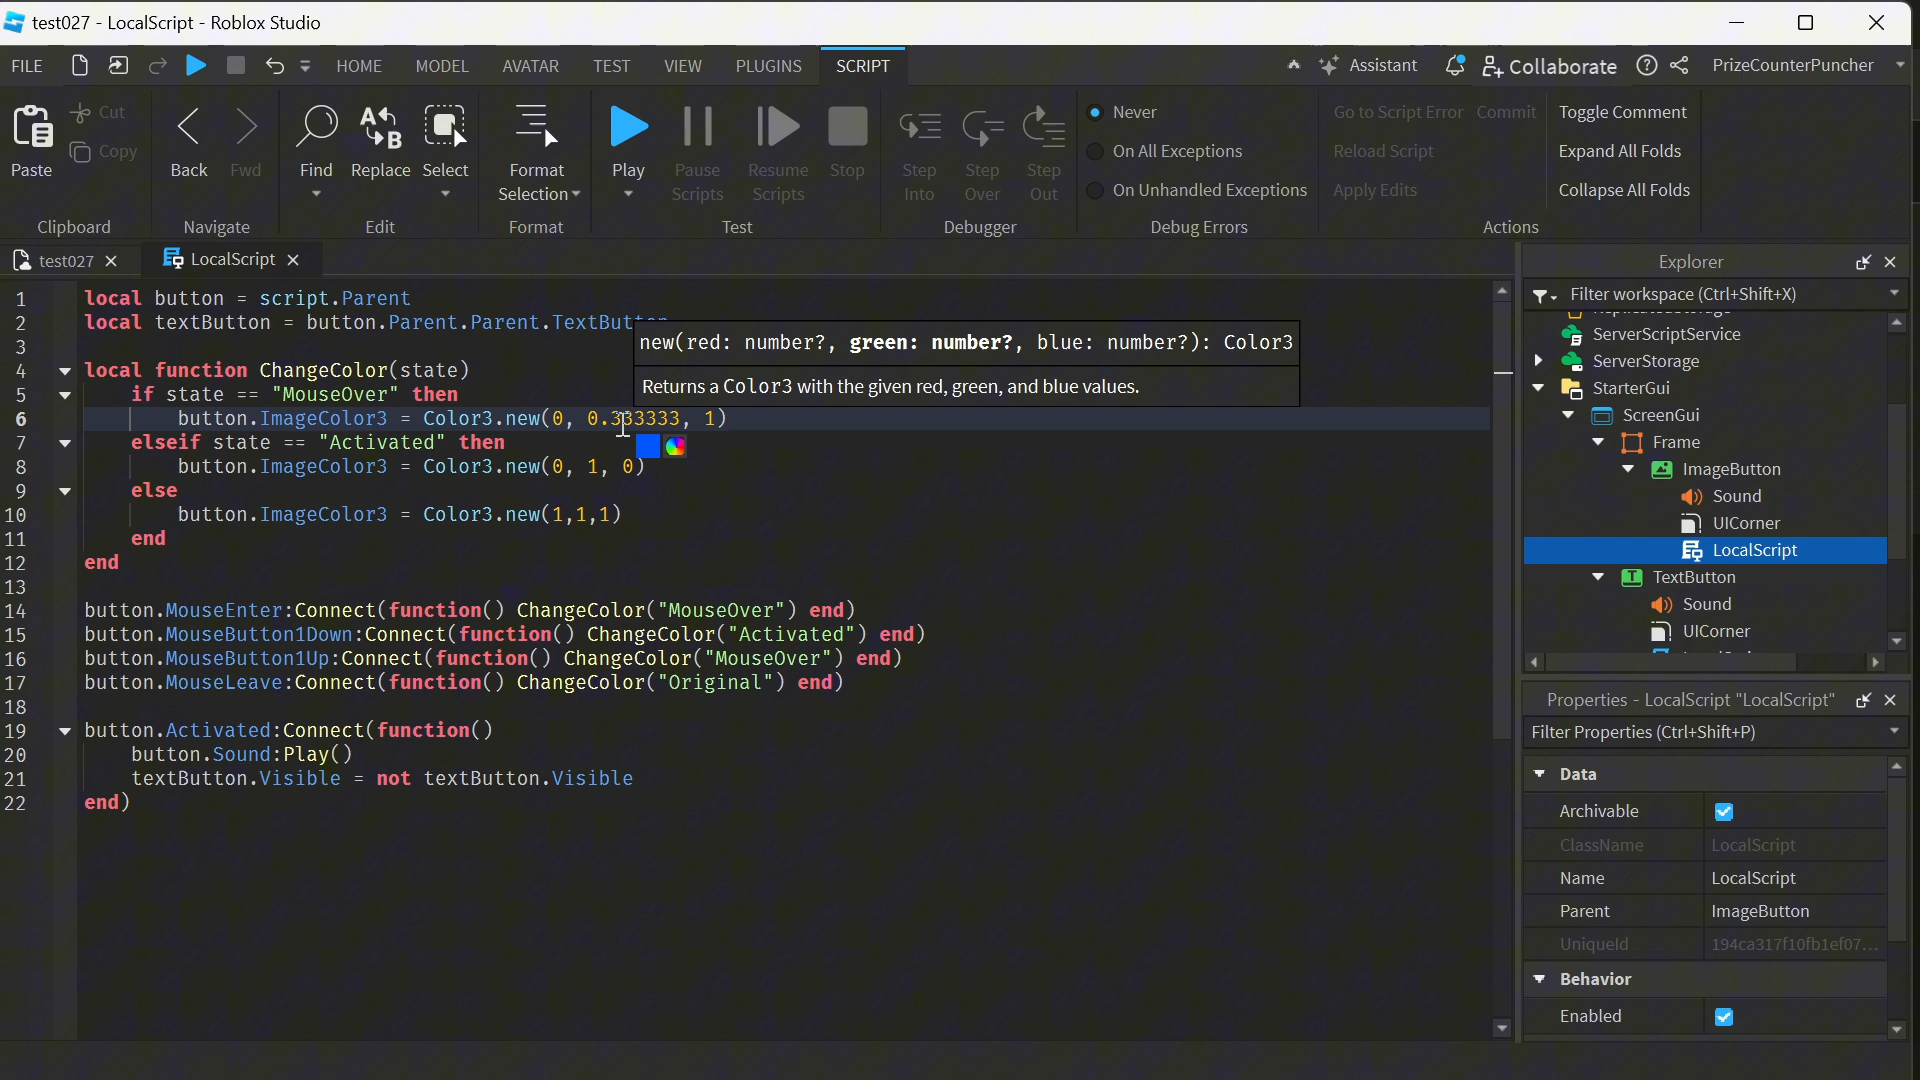 test027 - LocalScript - Roblox Studio
FILE HOME MODEL AVATAR TEST VIEW PLUGINS SCRIPT Assistant Collaborate PrizeCounterPuncher
Paste Cut Copy
Clipboard
Back Fwd
Navigate
Find Replace Select
Edit
Format Selection
Format
Play Pause Scripts Resume Scripts Stop
Test
Step Into Step Over Step Out
Debugger
Never
On All Exceptions
On Unhandled Exceptions
Debug Errors
Go to Script Error Commit
Reload Script
Apply Edits
Toggle Comment
Expand All Folds
Collapse All Folds
Actions
test027 LocalScript
1 local button = script.Parent
2 local textButton = button.Parent.Parent.TextButton
3
4 local function ChangeColor(state)
5 if state == "MouseOver" then
6 button.ImageColor3 = Color3.new(0, 0.333333, 1)
7 elseif state == "Activated" then
8 button.ImageColor3 = Color3.new(0, 1, 0)
9 else
10 button.ImageColor3 = Color3.new(1,1,1)
11 end
12 end
13
14 button.MouseEnter:Connect(function() ChangeColor("MouseOver") end)
15 button.MouseButton1Down:Connect(function() ChangeColor("Activated") end)
16 button.MouseButton1Up:Connect(function() ChangeColor("MouseOver") end)
17 button.MouseLeave:Connect(function() ChangeColor("Original") end)
18
19 button.Activated:Connect(function()
20 button.Sound:Play()
21 textButton.Visible = not textButton.Visible
22 end)
new(red: number?, green: number?, blue: number?): Color3
Returns a Color3 with the given red, green, and blue values.
Explorer
Filter workspace (Ctrl+Shift+X)
ServerScriptService
ServerStorage
StarterGui
ScreenGui
Frame
ImageButton
Sound
UICorner
LocalScript
TextButton
Sound
UICorner
Properties - LocalScript "LocalScript"
Filter Properties (Ctrl+Shift+P)
Data
Archivable
ClassName LocalScript
Name LocalScript
Parent ImageButton
UniqueId 194ca317f10fb1ef07...
Behavior
Enabled